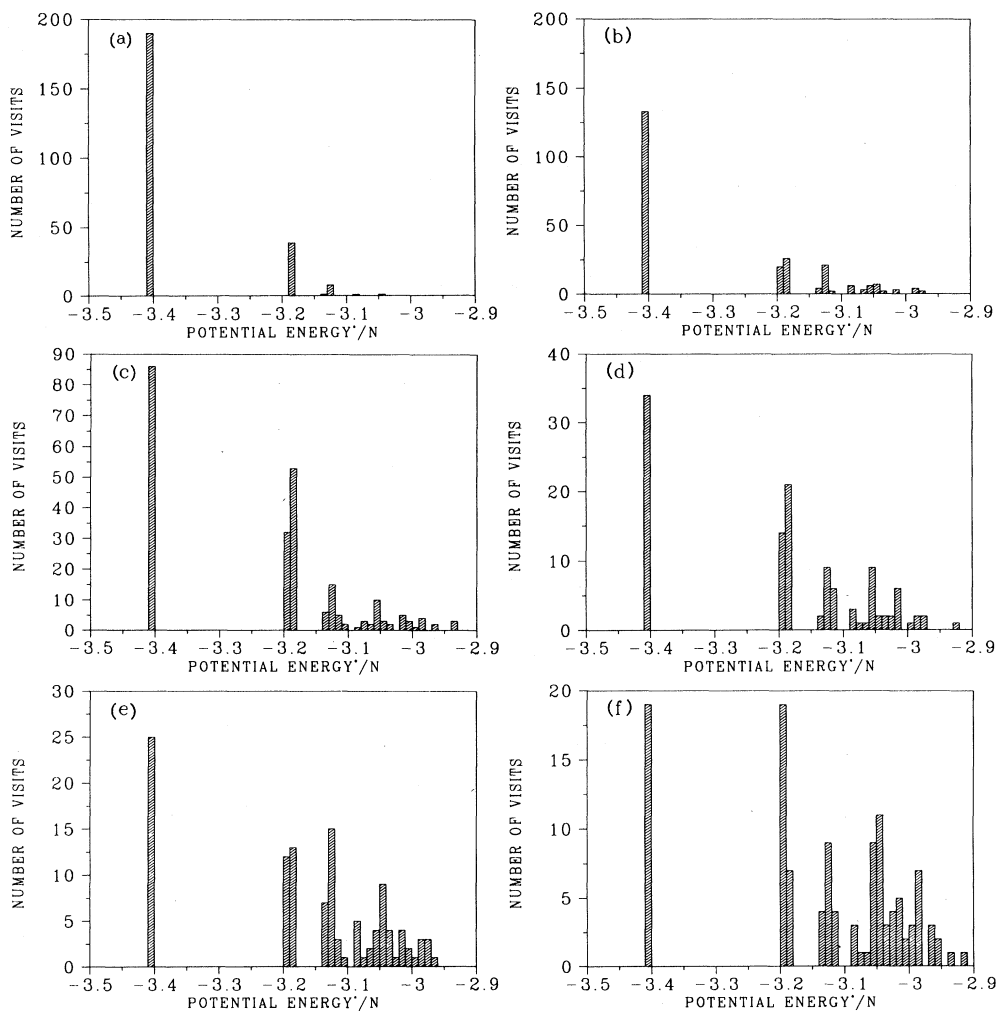 (a)
200
150
100
50
0
NUMBER OF VISITS
−3.5 −3.4 −3.3 −3.2 −3.1 −3 −2.9
POTENTIAL ENERGY*/N
(b)
200
150
100
50
0
NUMBER OF VISITS
−3.5 −3.4 −3.3 −3.2 −3.1 −3 −2.9
POTENTIAL ENERGY*/N
(c)
90
80
70
60
50
40
30
20
10
0
NUMBER OF VISITS
−3.5 −3.4 −3.3 −3.2 −3.1 −3 −2.9
POTENTIAL ENERGY*/N
(d)
40
30
20
10
0
NUMBER OF VISITS
−3.5 −3.4 −3.3 −3.2 −3.1 −3 −2.9
POTENTIAL ENERGY*/N
(e)
30
25
20
15
10
5
0
NUMBER OF VISITS
−3.5 −3.4 −3.3 −3.2 −3.1 −3 −2.9
POTENTIAL ENERGY*/N
(f)
20
15
10
5
0
NUMBER OF VISITS
−3.5 −3.4 −3.3 −3.2 −3.1 −3 −2.9
POTENTIAL ENERGY*/N